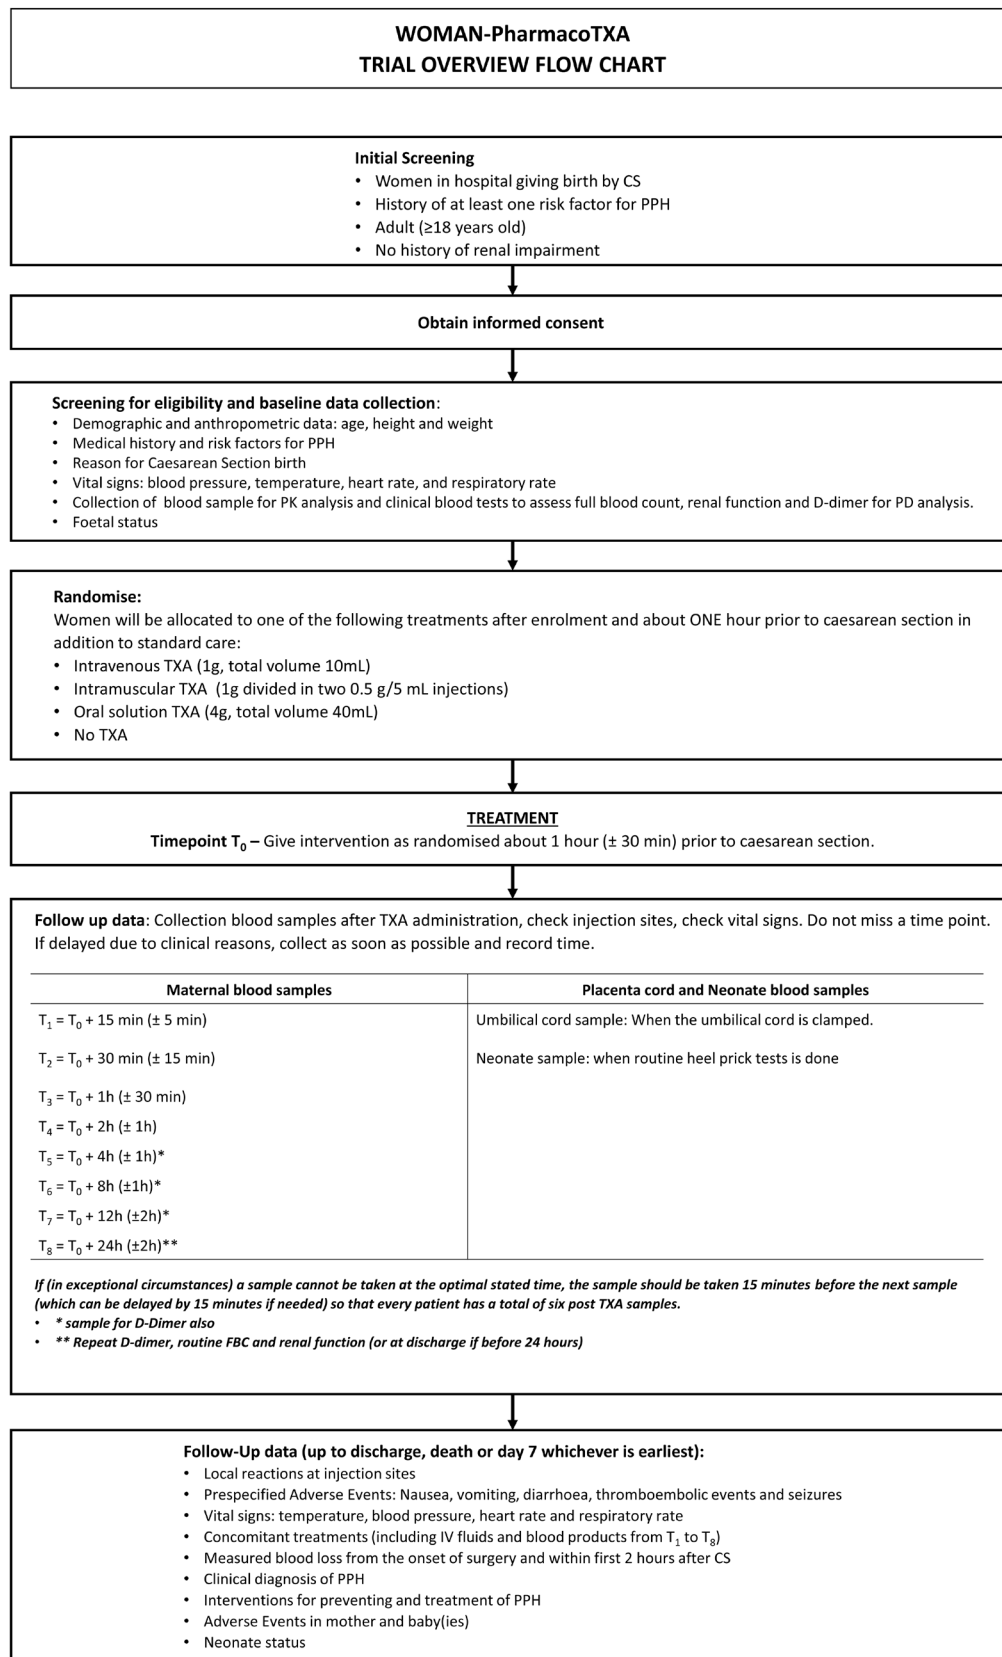 WOMAN-PharmacoTXA
TRIAL OVERVIEW FLOW CHART
Initial Screening
• Women in hospital giving birth by CS
• History of at least one risk factor for PPH
• Adult (≥18 years old)
• No history of renal impairment
Obtain informed consent
Screening for eligibility and baseline data collection:
• Demographic and anthropometric data: age, height and weight
• Medical history and risk factors for PPH
• Reason for Caesarean Section birth
• Vital signs: blood pressure, temperature, heart rate, and respiratory rate
• Collection of blood sample for PK analysis and clinical blood tests to assess full blood count, renal function and D-dimer for PD analysis.
• Foetal status
Randomise:
Women will be allocated to one of the following treatments after enrolment and about ONE hour prior to caesarean section in
addition to standard care:
• Intravenous TXA (1g, total volume 10mL)
• Intramuscular TXA (1g divided in two 0.5 g/5 mL injections)
• Oral solution TXA (4g, total volume 40mL)
• No TXA
TREATMENT
Timepoint T0 – Give intervention as randomised about 1 hour (± 30 min) prior to caesarean section.
Follow up data: Collection blood samples after TXA administration, check injection sites, check vital signs. Do not miss a time point.
If delayed due to clinical reasons, collect as soon as possible and record time.
Maternal blood samples
Placenta cord and Neonate blood samples
T1 = T0 + 15 min (± 5 min)
Umbilical cord sample: When the umbilical cord is clamped.
T2 = T0 + 30 min (± 15 min)
Neonate sample: when routine heel prick tests is done
T3 = T0 + 1h (± 30 min)
T4 = T0 + 2h (± 1h)
T5 = T0 + 4h (± 1h)*
T6 = T0 + 8h (±1h)*
T7 = T0 + 12h (±2h)*
T8 = T0 + 24h (±2h)**
If (in exceptional circumstances) a sample cannot be taken at the optimal stated time, the sample should be taken 15 minutes before the next sample
(which can be delayed by 15 minutes if needed) so that every patient has a total of six post TXA samples.
• * sample for D-Dimer also
• ** Repeat D-dimer, routine FBC and renal function (or at discharge if before 24 hours)
Follow-Up data (up to discharge, death or day 7 whichever is earliest):
• Local reactions at injection sites
• Prespecified Adverse Events: Nausea, vomiting, diarrhoea, thromboembolic events and seizures
• Vital signs: temperature, blood pressure, heart rate and respiratory rate
• Concomitant treatments (including IV fluids and blood products from T1 to T8)
• Measured blood loss from the onset of surgery and within first 2 hours after CS
• Clinical diagnosis of PPH
• Interventions for preventing and treatment of PPH
• Adverse Events in mother and baby(ies)
• Neonate status